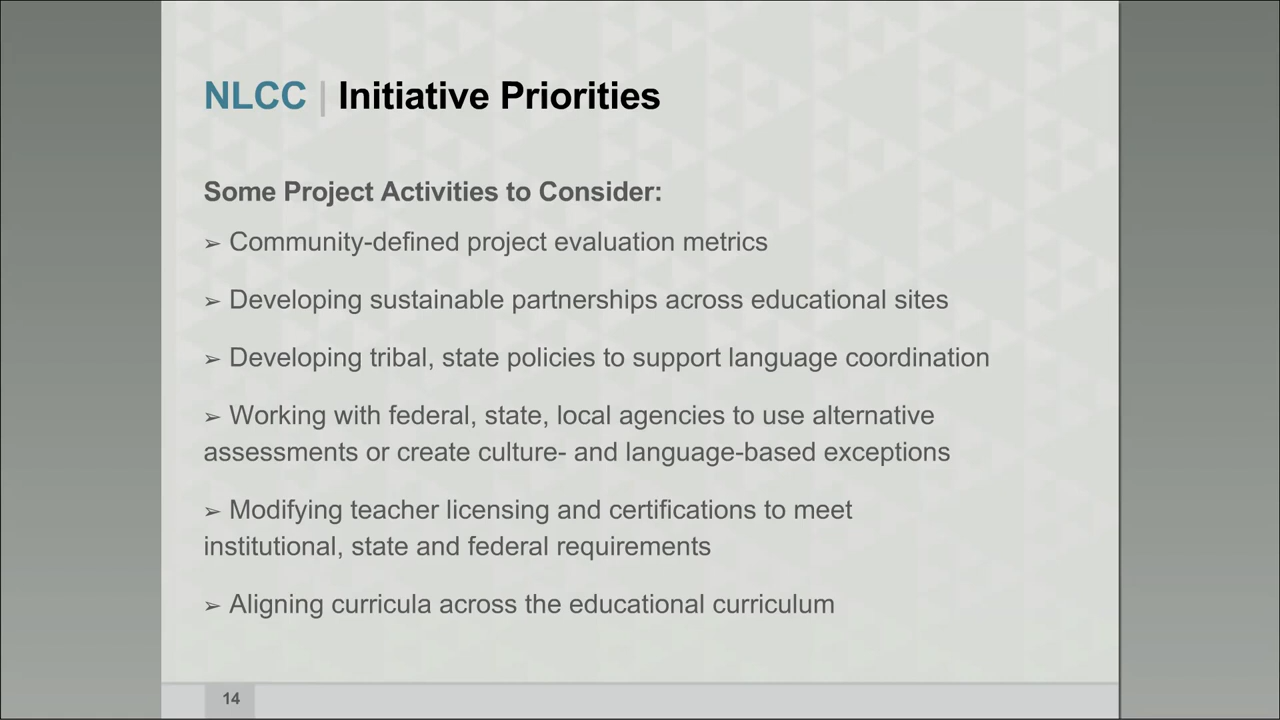 NLCC | Initiative Priorities
Some Project Activities to Consider:
➢ Community-defined project evaluation metrics
➢ Developing sustainable partnerships across educational sites
➢ Developing tribal, state policies to support language coordination
➢ Working with federal, state, local agencies to use alternative
assessments or create culture- and language-based exceptions
➢ Modifying teacher licensing and certifications to meet
institutional, state and federal requirements
➢ Aligning curricula across the educational curriculum
14